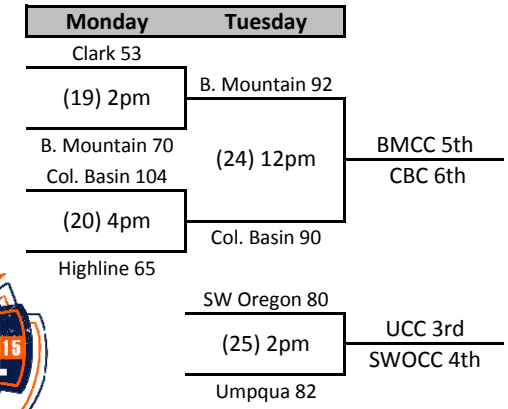 Monday Tuesday
Clark 53
(19) 2pm
B. Mountain 92
B. Mountain 70
(24) 12pm
BMCC 5th
Col. Basin 104
CBC 6th
(20) 4pm
Col. Basin 90
Highline 65
SW Oregon 80
(25) 2pm
UCC 3rd
SWOCC 4th
Umpqua 82
15